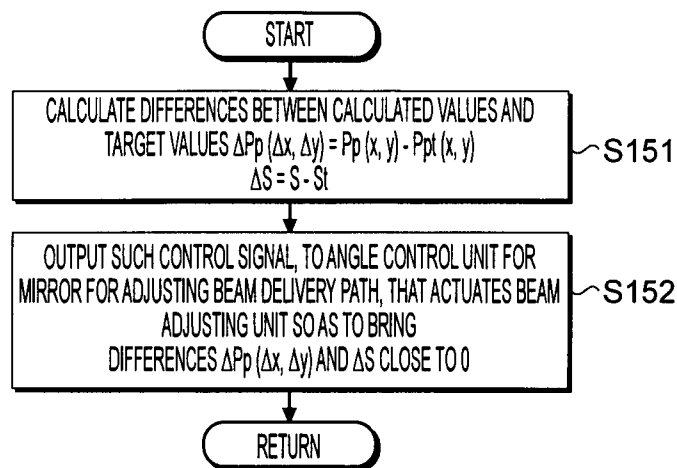 START
CALCULATE DIFFERENCES BETWEEN CALCULATED VALUES AND
TARGET VALUES ΔPp (Δx, Δy) = Pp (x, y) - Ppt (x, y)
ΔS = S - St
S151
OUTPUT SUCH CONTROL SIGNAL, TO ANGLE CONTROL UNIT FOR
MIRROR FOR ADJUSTING BEAM DELIVERY PATH, THAT ACTUATES BEAM
ADJUSTING UNIT SO AS TO BRING
DIFFERENCES ΔPp (Δx, Δy) AND ΔS CLOSE TO 0
S152
RETURN